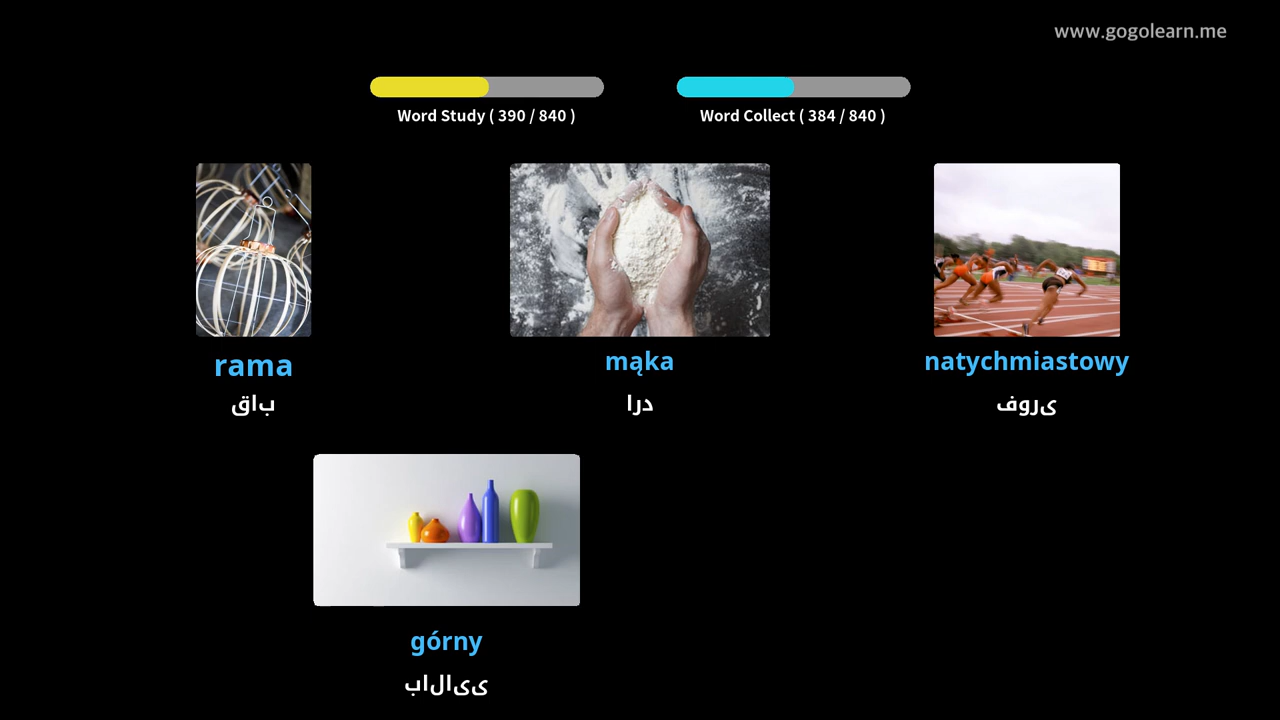 www.gogolearn.me
Word Study ( 390 / 840 )
Word Collect ( 384 / 840 )
rama
باق
mąka
درا
natychmiastowy
یروف
górny
ییالاب